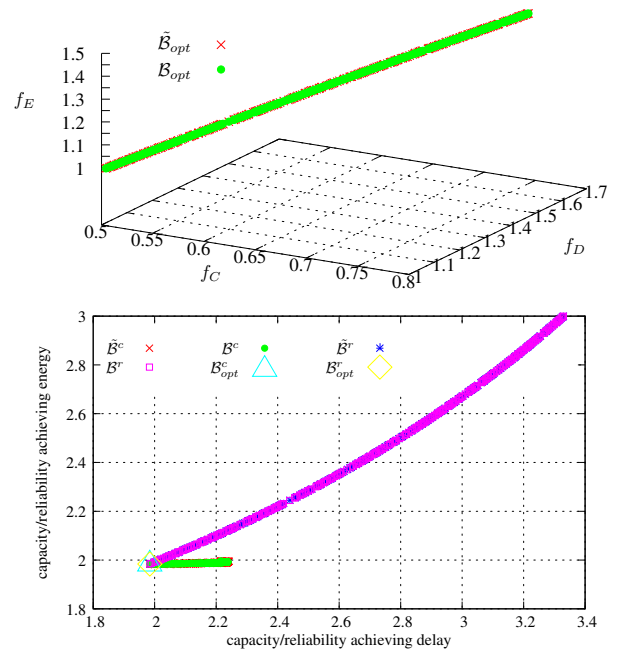 B̃_opt
B_opt
1.5
1.4
1.3
1.2
1.1
1
f_E
0.5
0.55
0.6
0.65
0.7
0.75
0.8
f_C
1
1.1
1.2
1.3
1.4
1.5
1.6
1.7
f_D
3
2.8
2.6
2.4
2.2
2
1.8
capacity/reliability achieving energy
B̃^c B^c B̃^r
B^r B^c_opt B^r_opt
1.8 2 2.2 2.4 2.6 2.8 3 3.2 3.4
capacity/reliability achieving delay